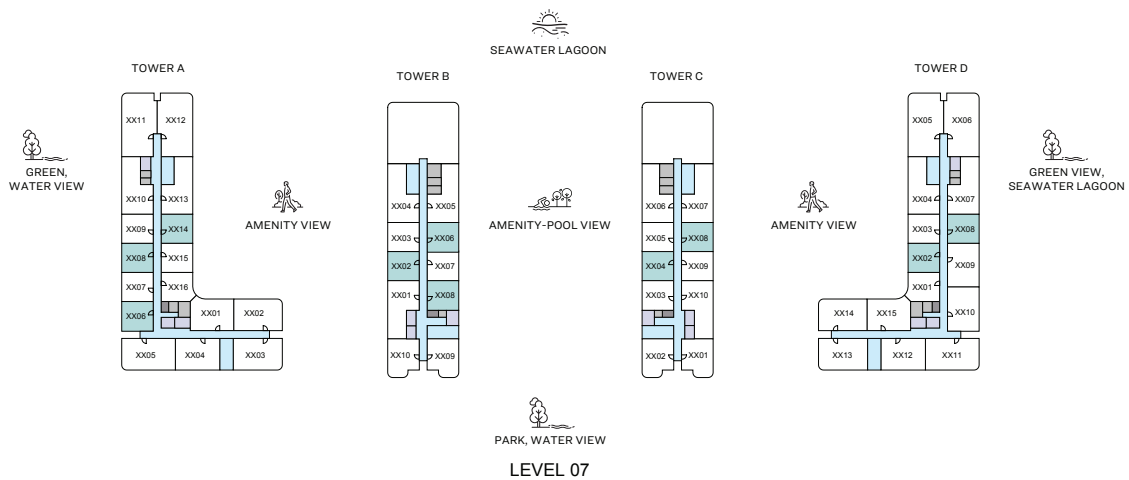 SEAWATER LAGOON
TOWER A
TOWER B
TOWER C
TOWER D
XX11 XX12
XX10 XX13
XX09 XX14
XX08 XX15
XX07 XX16
XX06 XX01 XX02
XX05 XX04 XX03
XX04 XX05
XX03 XX06
XX02 XX07
XX01 XX08
XX10 XX09
XX06 XX07
XX05 XX08
XX04 XX09
XX03 XX10
XX02 XX01
XX05 XX06
XX04 XX07
XX03 XX08
XX02 XX09
XX01
XX14 XX15 XX10
XX13 XX12 XX11
GREEN,
WATER VIEW
AMENITY VIEW
AMENITY-POOL VIEW
AMENITY VIEW
GREEN VIEW,
SEAWATER LAGOON
PARK, WATER VIEW
LEVEL 07